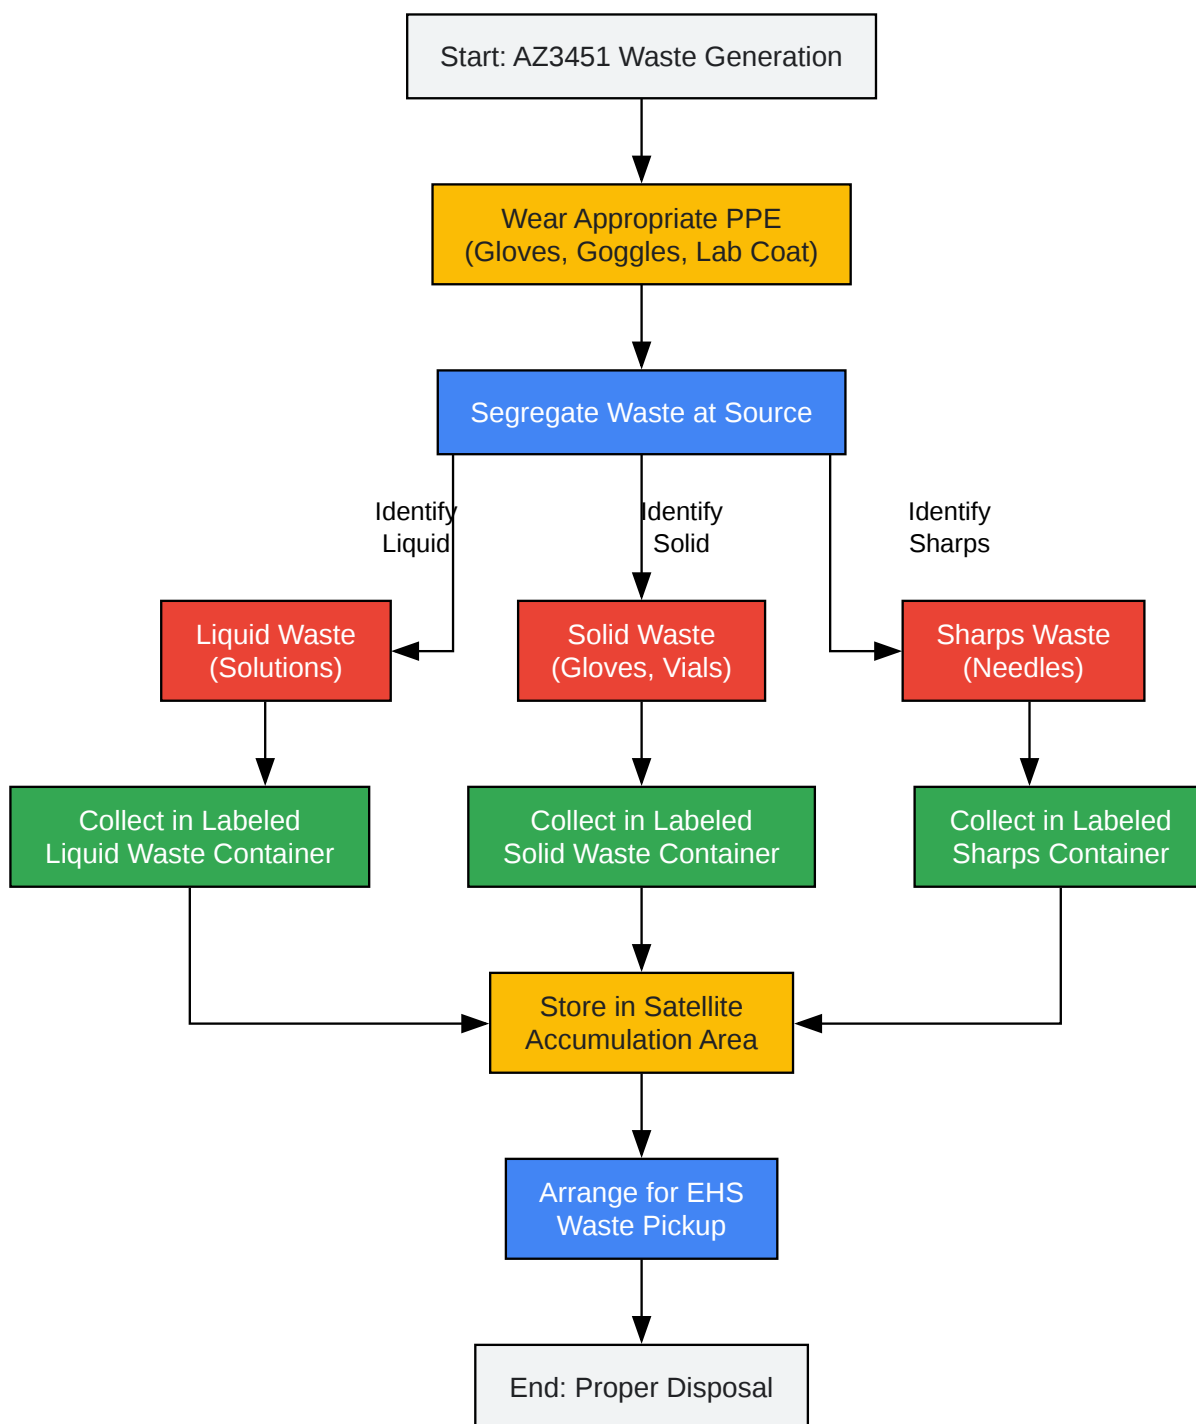 Start: AZ3451 Waste Generation
Wear Appropriate PPE
(Gloves, Goggles, Lab Coat)
Segregate Waste at Source
Identify
Liquid
Identify
Solid
Identify
Sharps
Liquid Waste
(Solutions)
Solid Waste
(Gloves, Vials)
Sharps Waste
(Needles)
Collect in Labeled
Liquid Waste Container
Collect in Labeled
Solid Waste Container
Collect in Labeled
Sharps Container
Store in Satellite
Accumulation Area
Arrange for EHS
Waste Pickup
End: Proper Disposal